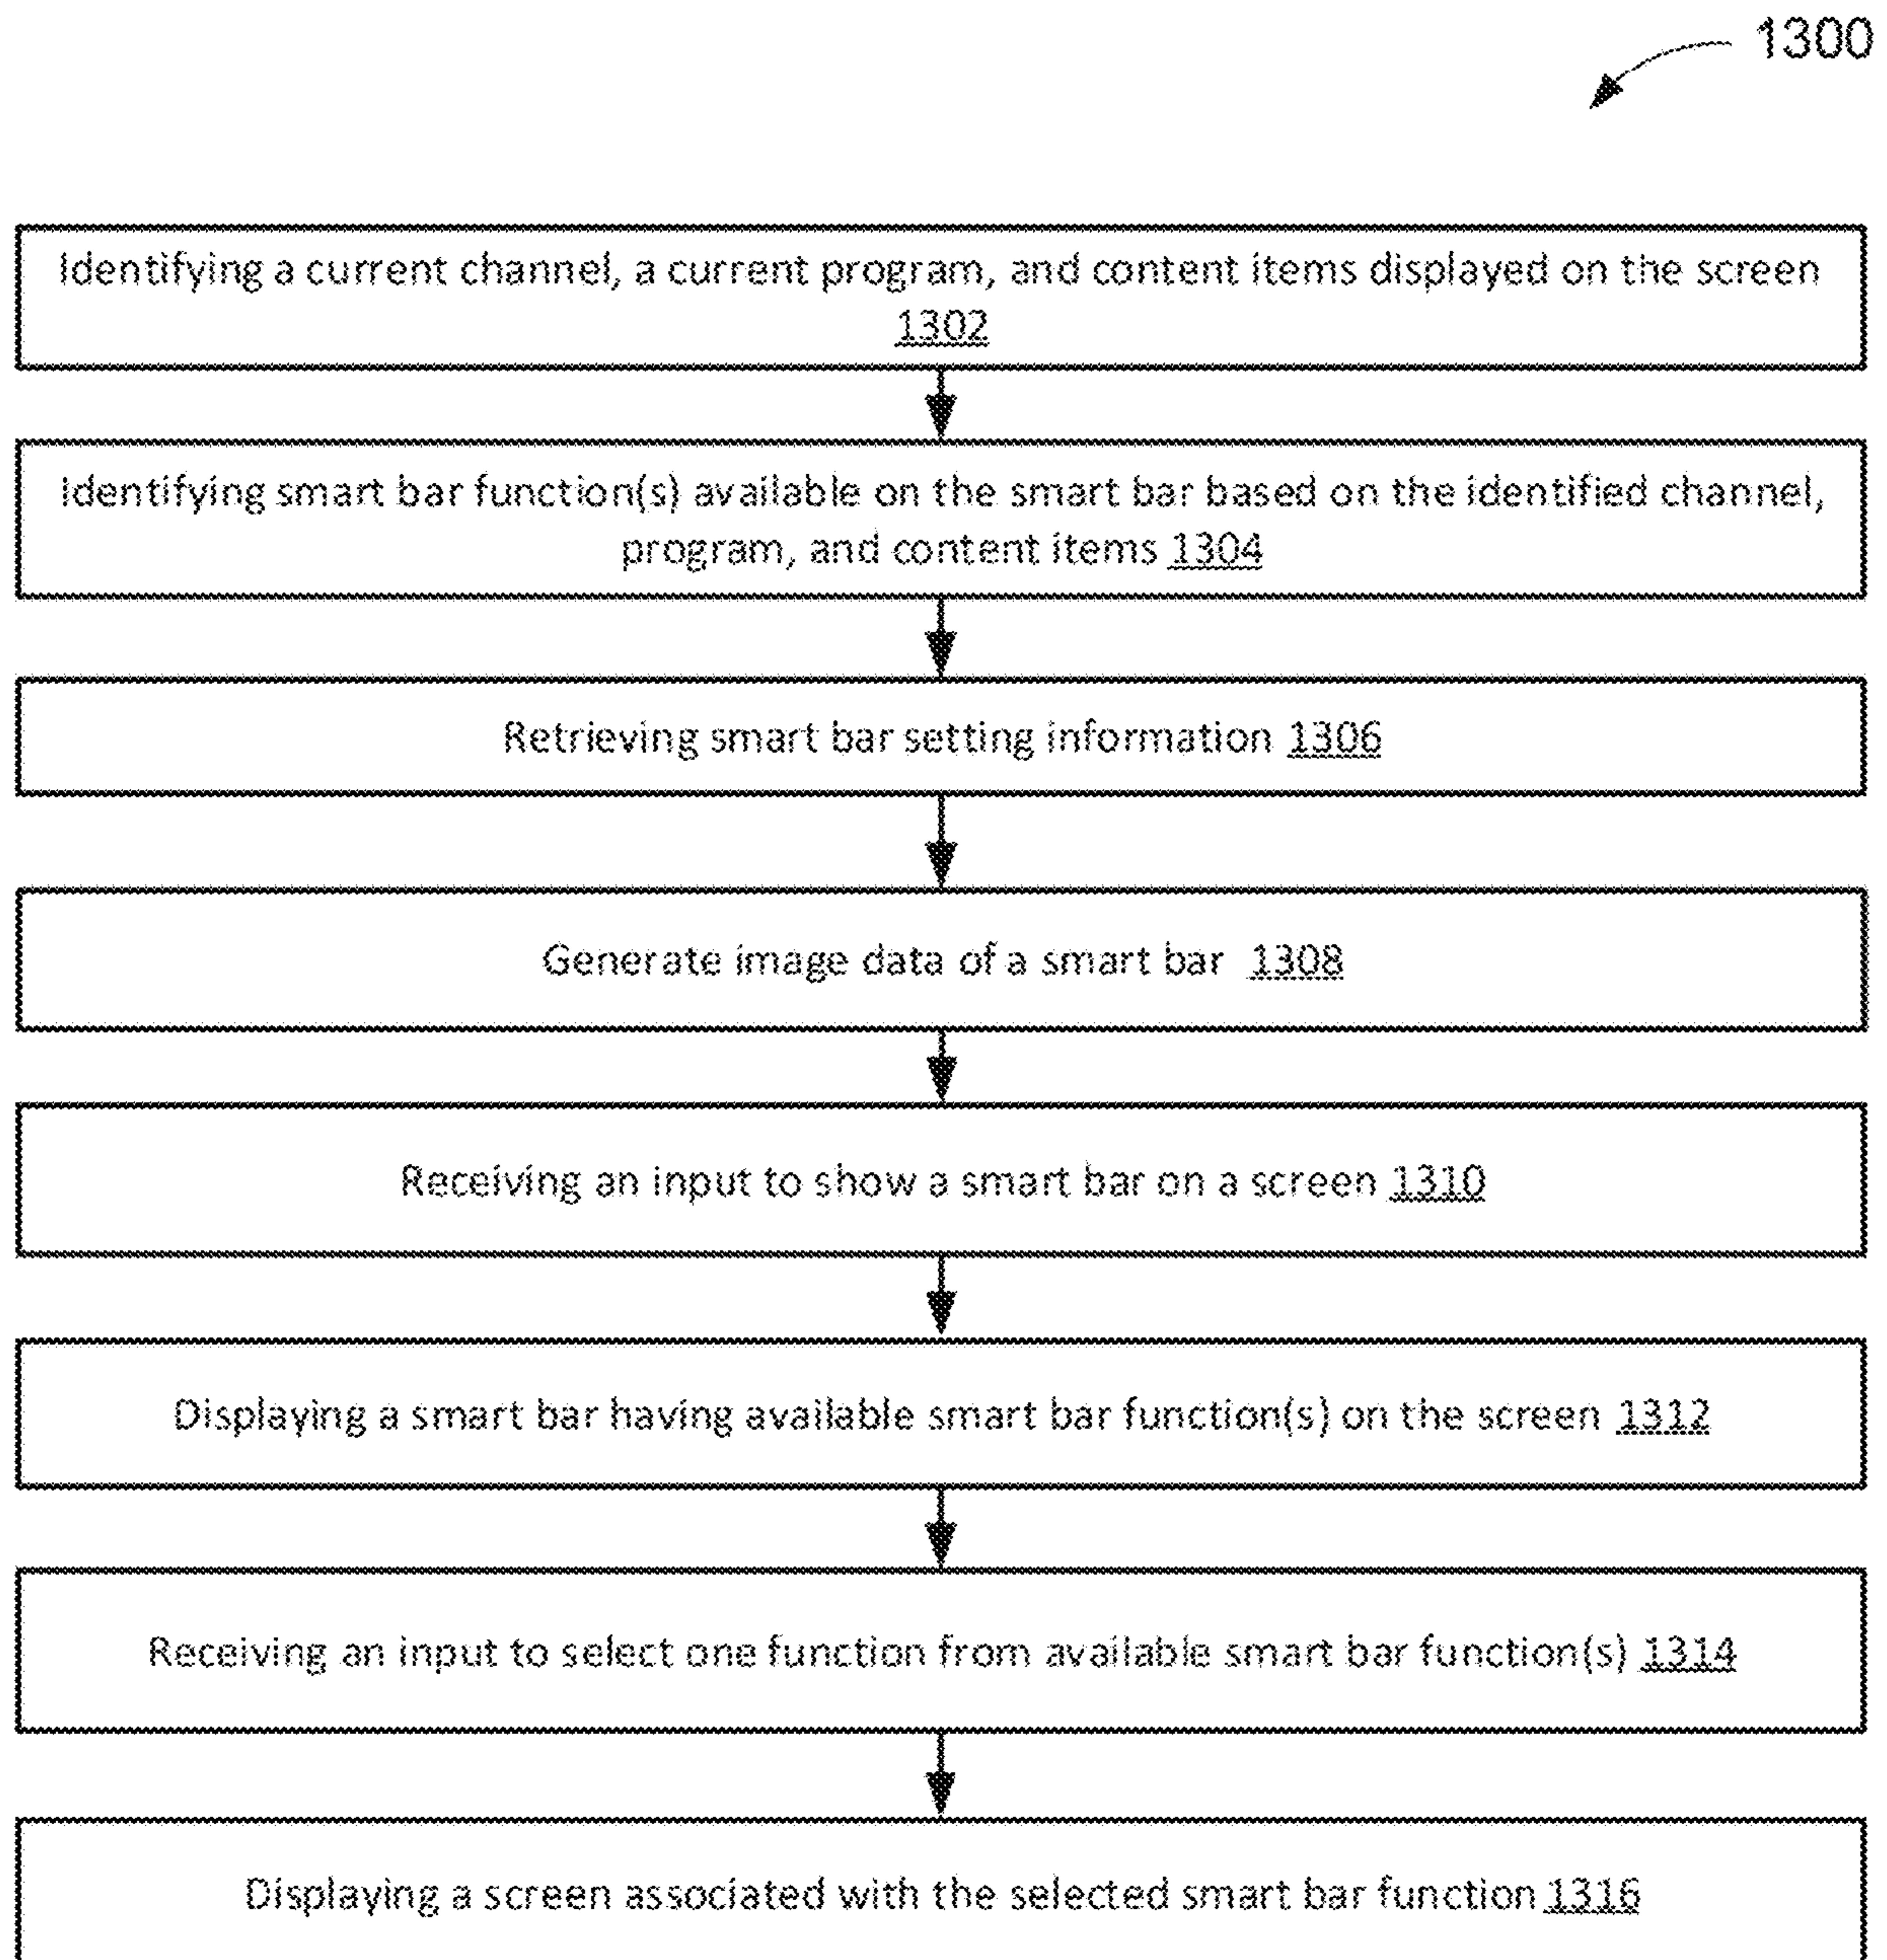 1300
Identifying a current channel, a current program, and content items displayed on the screen
1302
Identifying smart bar function(s) available on the smart bar based on the identified channel,
program, and content items 1304
Retrieving smart bar setting information 1306
Generate image data of a smart bar 1308
Receiving an input to show a smart bar on a screen 1310
Displaying a smart bar having available smart bar function(s) on the screen 1312
Receiving an input to select one function from available smart bar function(s) 1314
Displaying a screen associated with the selected smart bar function 1316